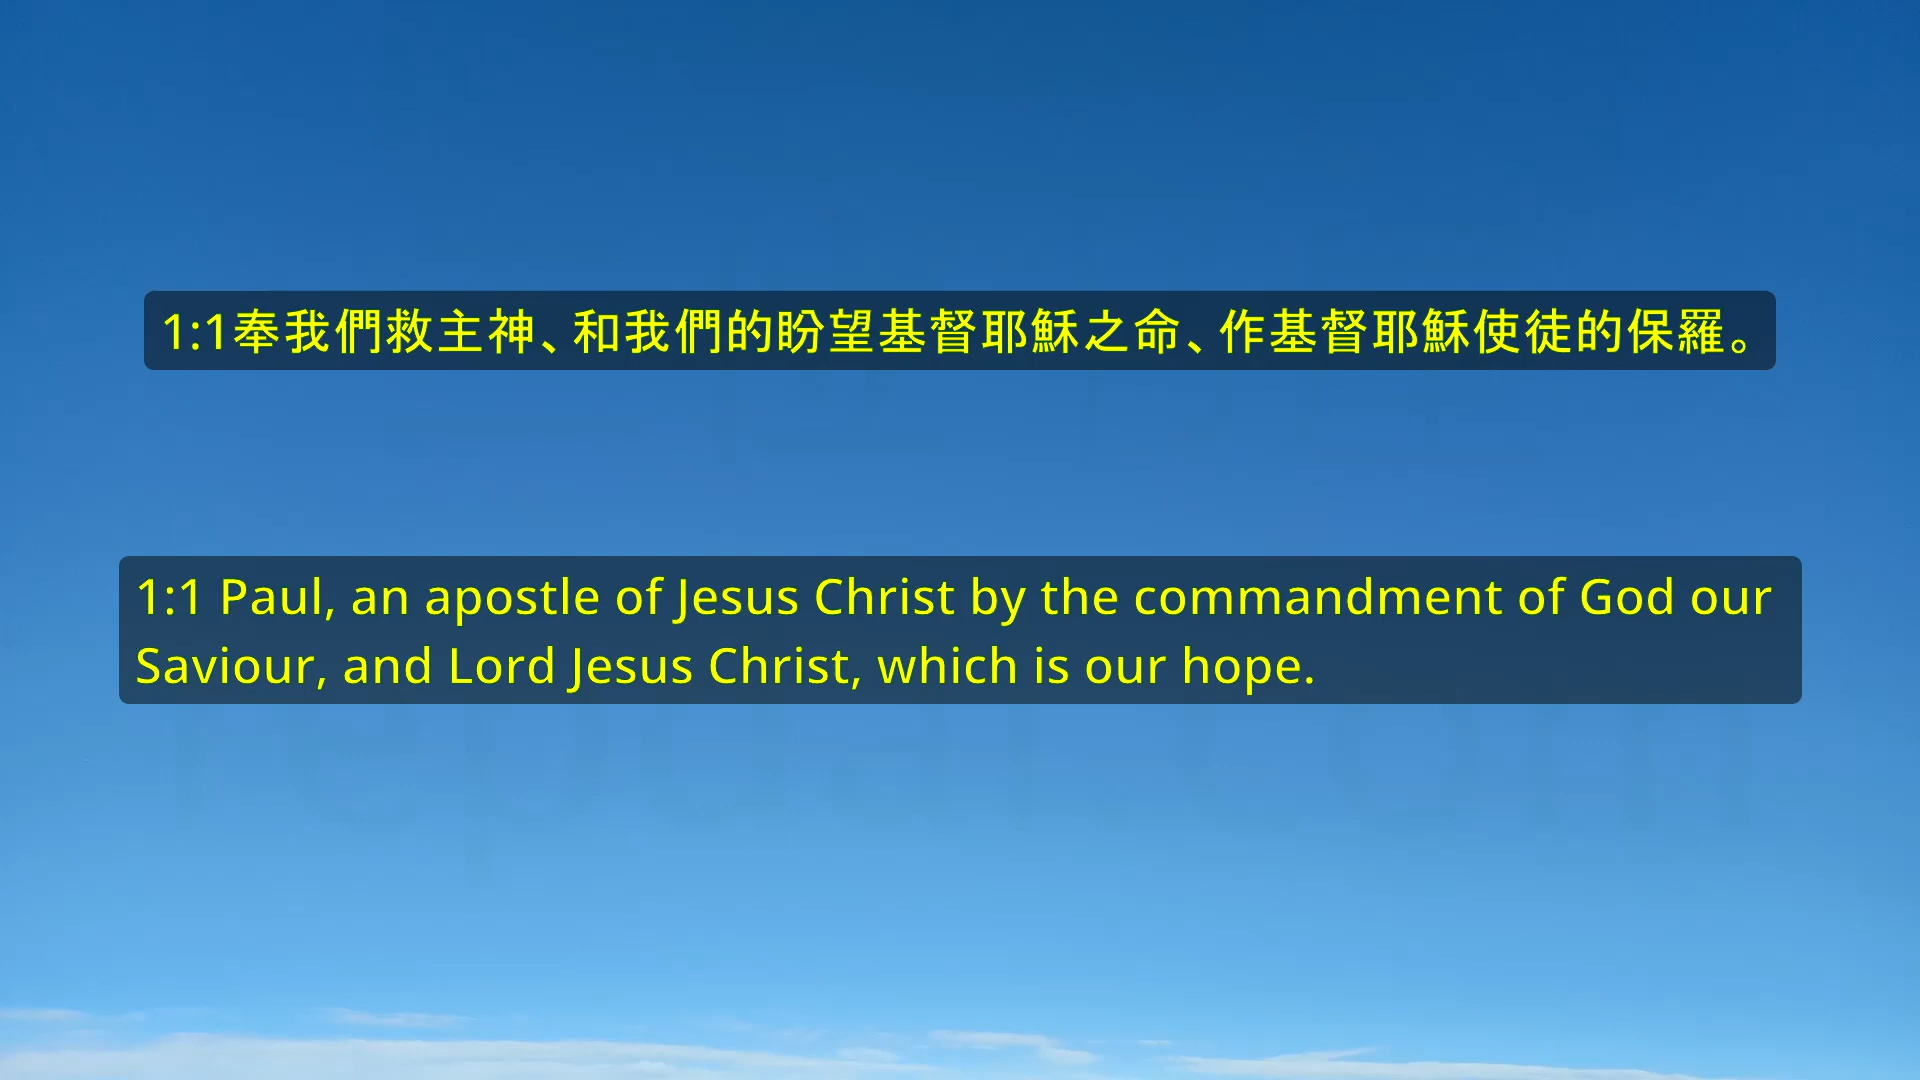 1:1奉我們救主神、和我們的盼望基督耶穌之命、作基督耶穌使徒的保羅。
1:1 Paul, an apostle of Jesus Christ by the commandment of God our
Saviour, and Lord Jesus Christ, which is our hope.